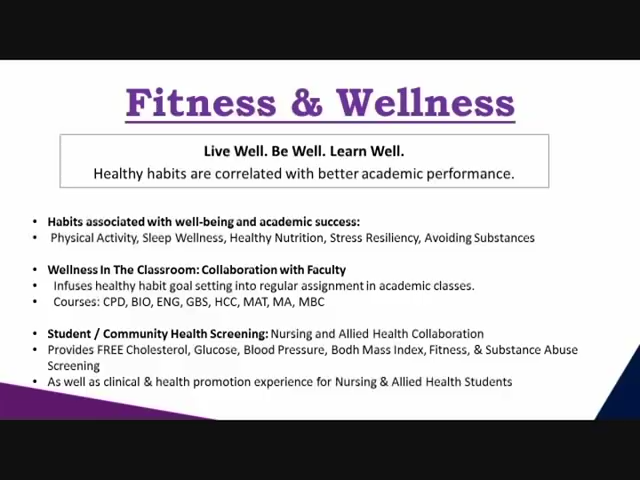 Fitness & Wellness
Live Well. Be Well. Learn Well.
Healthy habits are correlated with better academic performance.
• Habits associated with well-being and academic success:
• Physical Activity, Sleep Wellness, Healthy Nutrition, Stress Resiliency, Avoiding Substances
• Wellness In The Classroom: Collaboration with Faculty
• Infuses healthy habit goal setting into regular assignment in academic classes.
• Courses: CPD, BIO, ENG, GBS, HCC, MAT, MA, MBC
• Student / Community Health Screening: Nursing and Allied Health Collaboration
• Provides FREE Cholesterol, Glucose, Blood Pressure, Bodh Mass Index, Fitness, & Substance Abuse
Screening
• As well as clinical & health promotion experience for Nursing & Allied Health Students